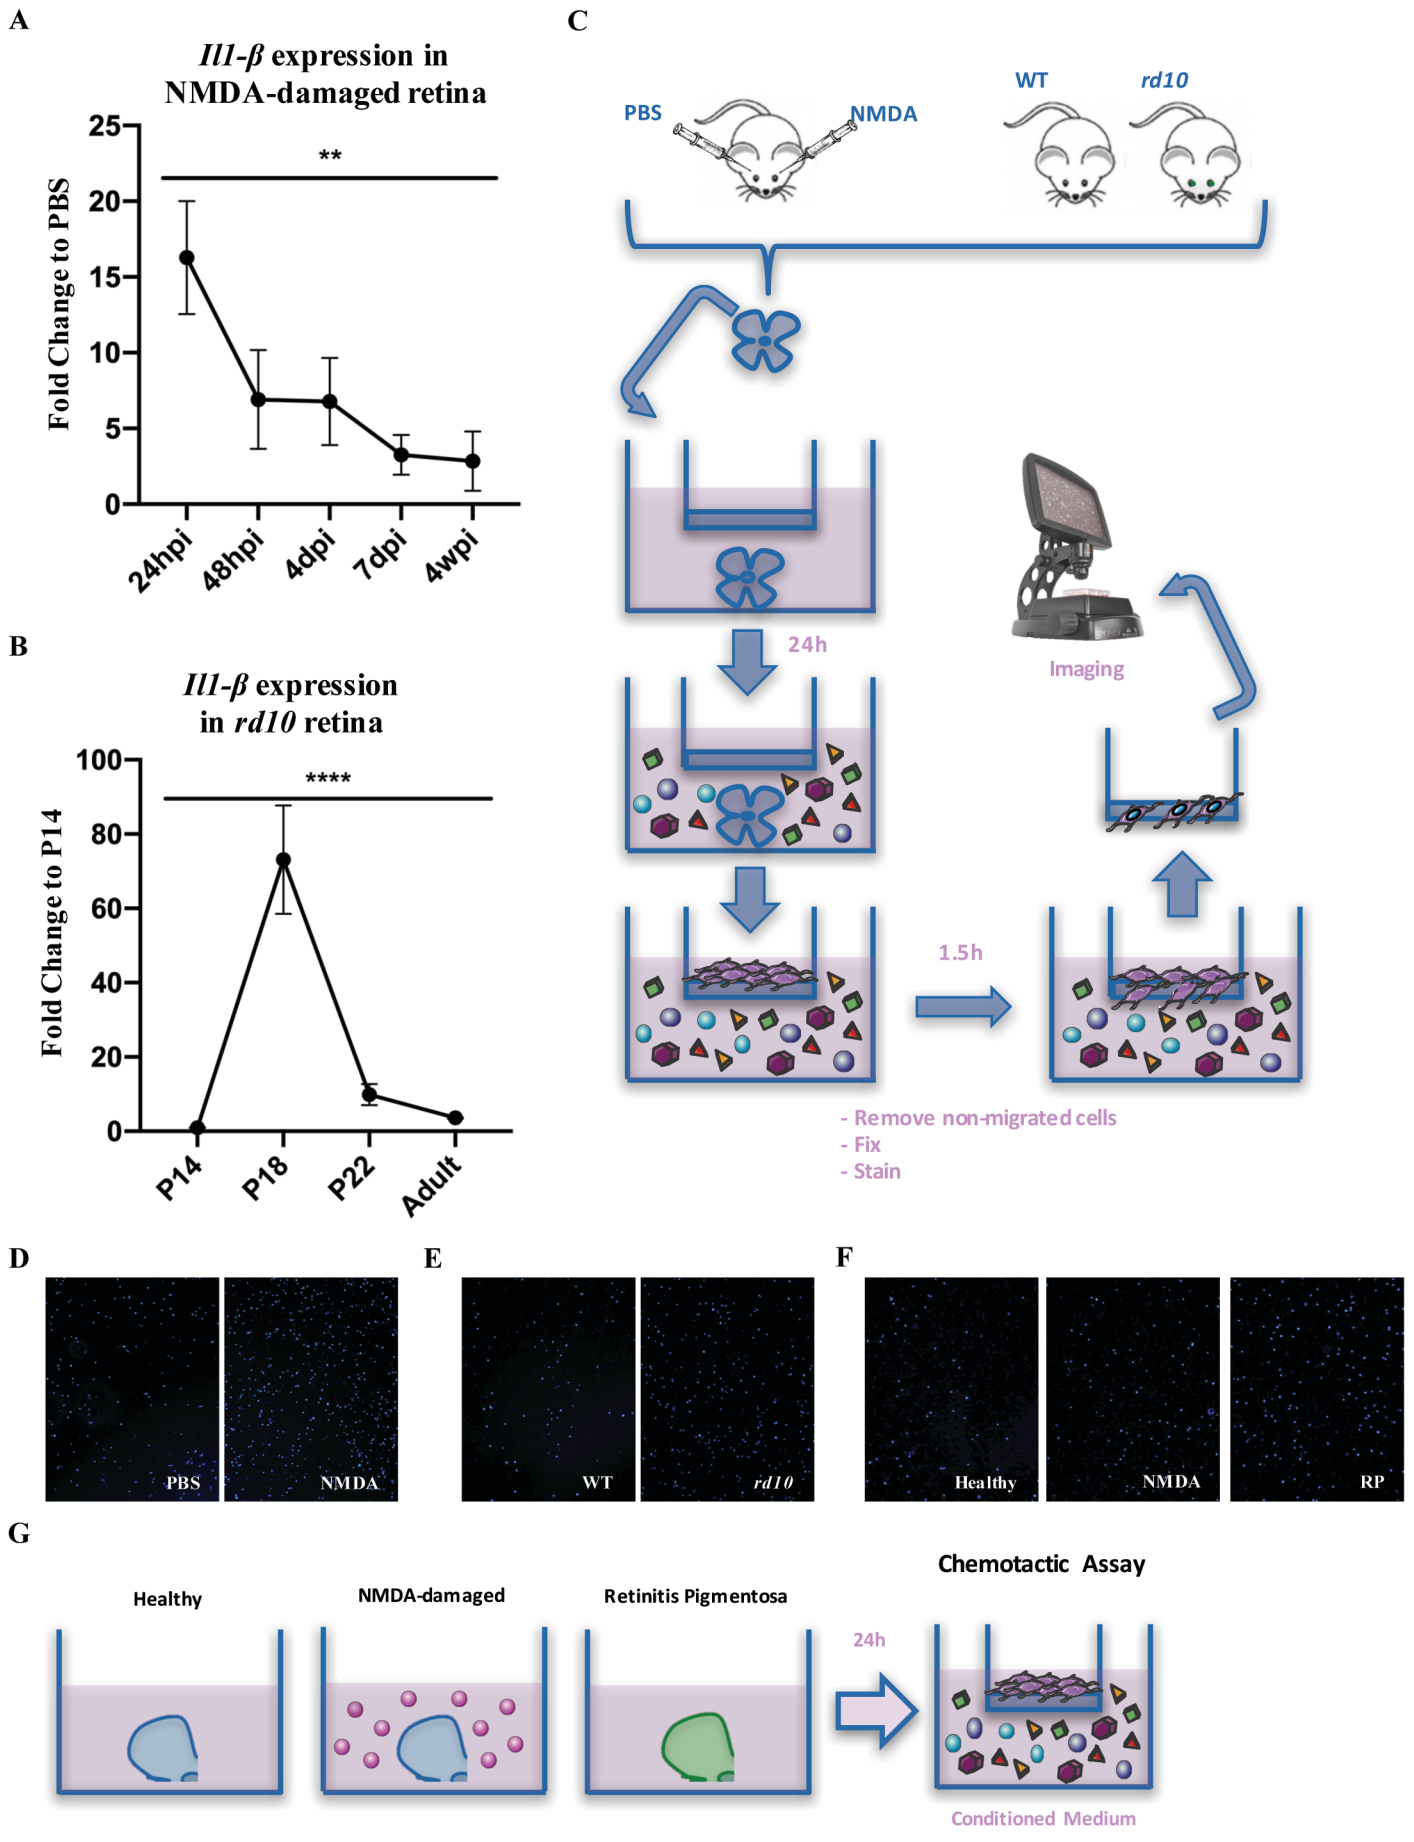 A
Il1-β expression in
NMDA-damaged retina
Fold Change to PBS
25
20
15
10
5
0
**
24hpi
48hpi
4dpi
7dpi
4wpi
B
Il1-β expression
in rd10 retina
Fold Change to P14
100
80
60
40
20
0
****
P14
P18
P22
Adult
C
PBS
NMDA
WT
rd10
24h
Imaging
1.5h
- Remove non-migrated cells
- Fix
- Stain
D
PBS
NMDA
E
WT
rd10
F
Healthy
NMDA
RP
G
Healthy
NMDA-damaged
Retinitis Pigmentosa
24h
Chemotactic Assay
Conditioned Medium